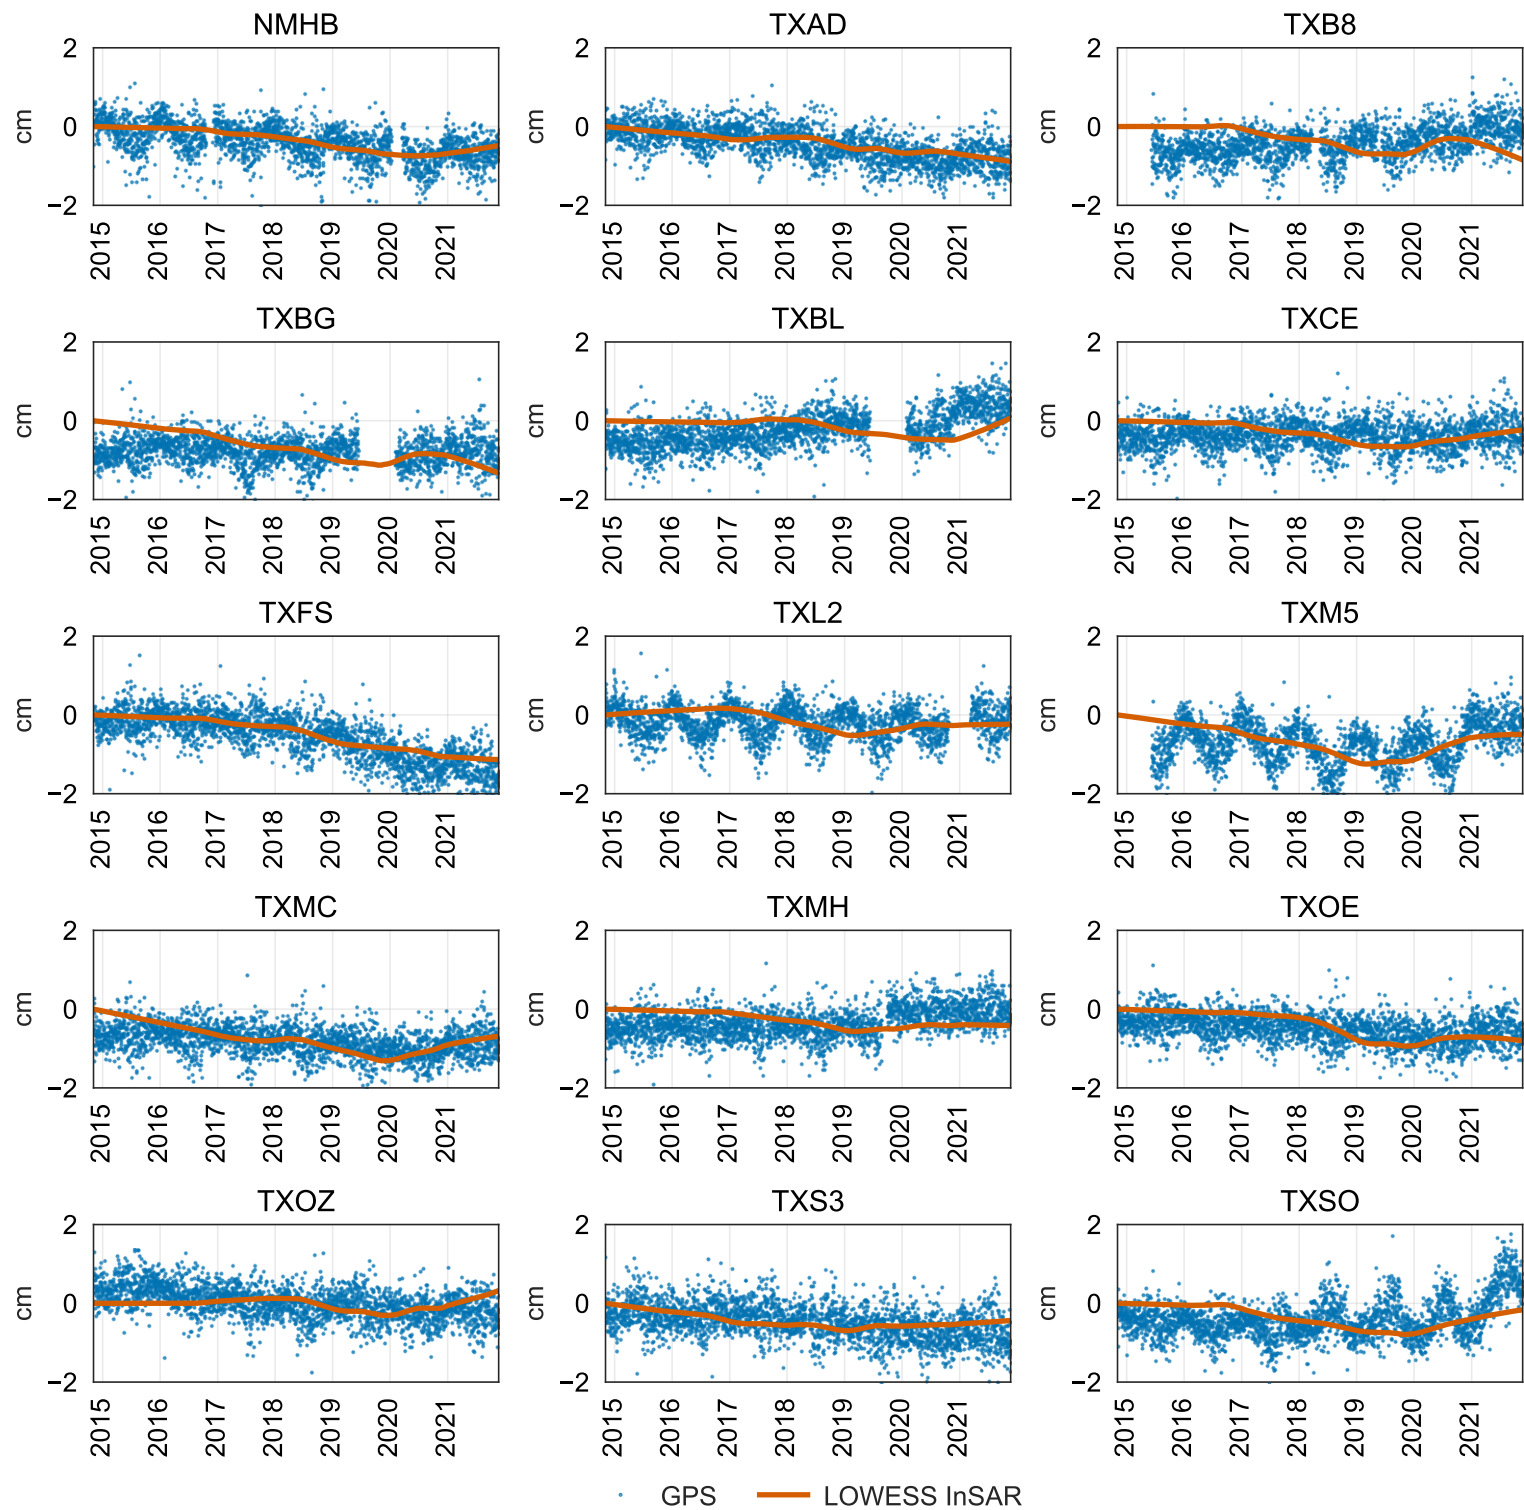 NMHB TXAD TXB8
2 2 2
cm 0 cm 0 cm 0
−2 −2 −2
2015 2016 2017 2018 2019 2020 2021 2015 2016 2017 2018 2019 2020 2021 2015 2016 2017 2018 2019 2020 2021
TXBG TXBL TXCE
2 2 2
cm 0 cm 0 cm 0
−2 −2 −2
2015 2016 2017 2018 2019 2020 2021 2015 2016 2017 2018 2019 2020 2021 2015 2016 2017 2018 2019 2020 2021
TXFS TXL2 TXM5
2 2 2
cm 0 cm 0 cm 0
−2 −2 −2
2015 2016 2017 2018 2019 2020 2021 2015 2016 2017 2018 2019 2020 2021 2015 2016 2017 2018 2019 2020 2021
TXMC TXMH TXOE
2 2 2
cm 0 cm 0 cm 0
−2 −2 −2
2015 2016 2017 2018 2019 2020 2021 2015 2016 2017 2018 2019 2020 2021 2015 2016 2017 2018 2019 2020 2021
TXOZ TXS3 TXSO
2 2 2
cm 0 cm 0 cm 0
−2 −2 −2
2015 2016 2017 2018 2019 2020 2021 2015 2016 2017 2018 2019 2020 2021 2015 2016 2017 2018 2019 2020 2021
GPS LOWESS InSAR